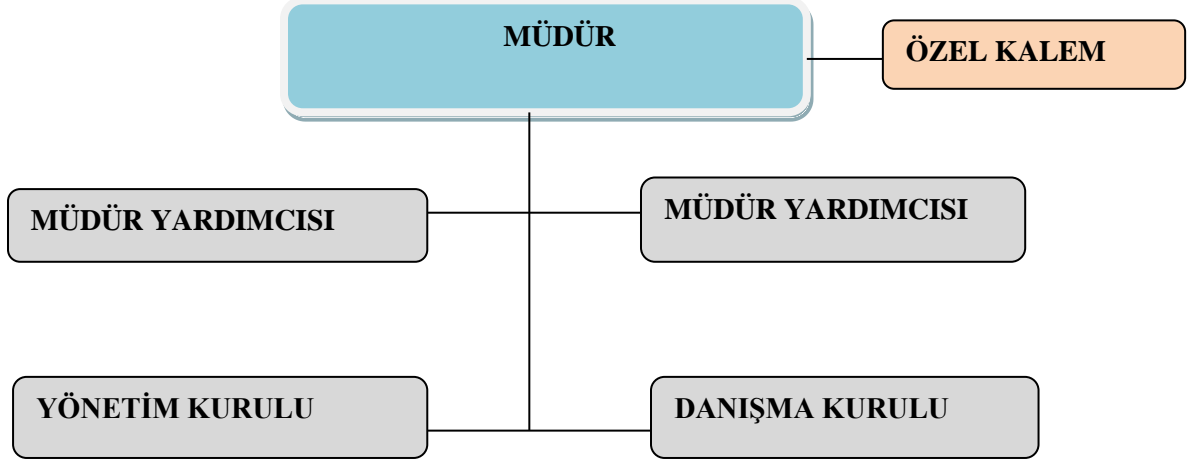 MÜDÜR
ÖZEL KALEM
MÜDÜR YARDIMCISI
MÜDÜR YARDIMCISI
YÖNETİM KURULU
DANIŞMA KURULU